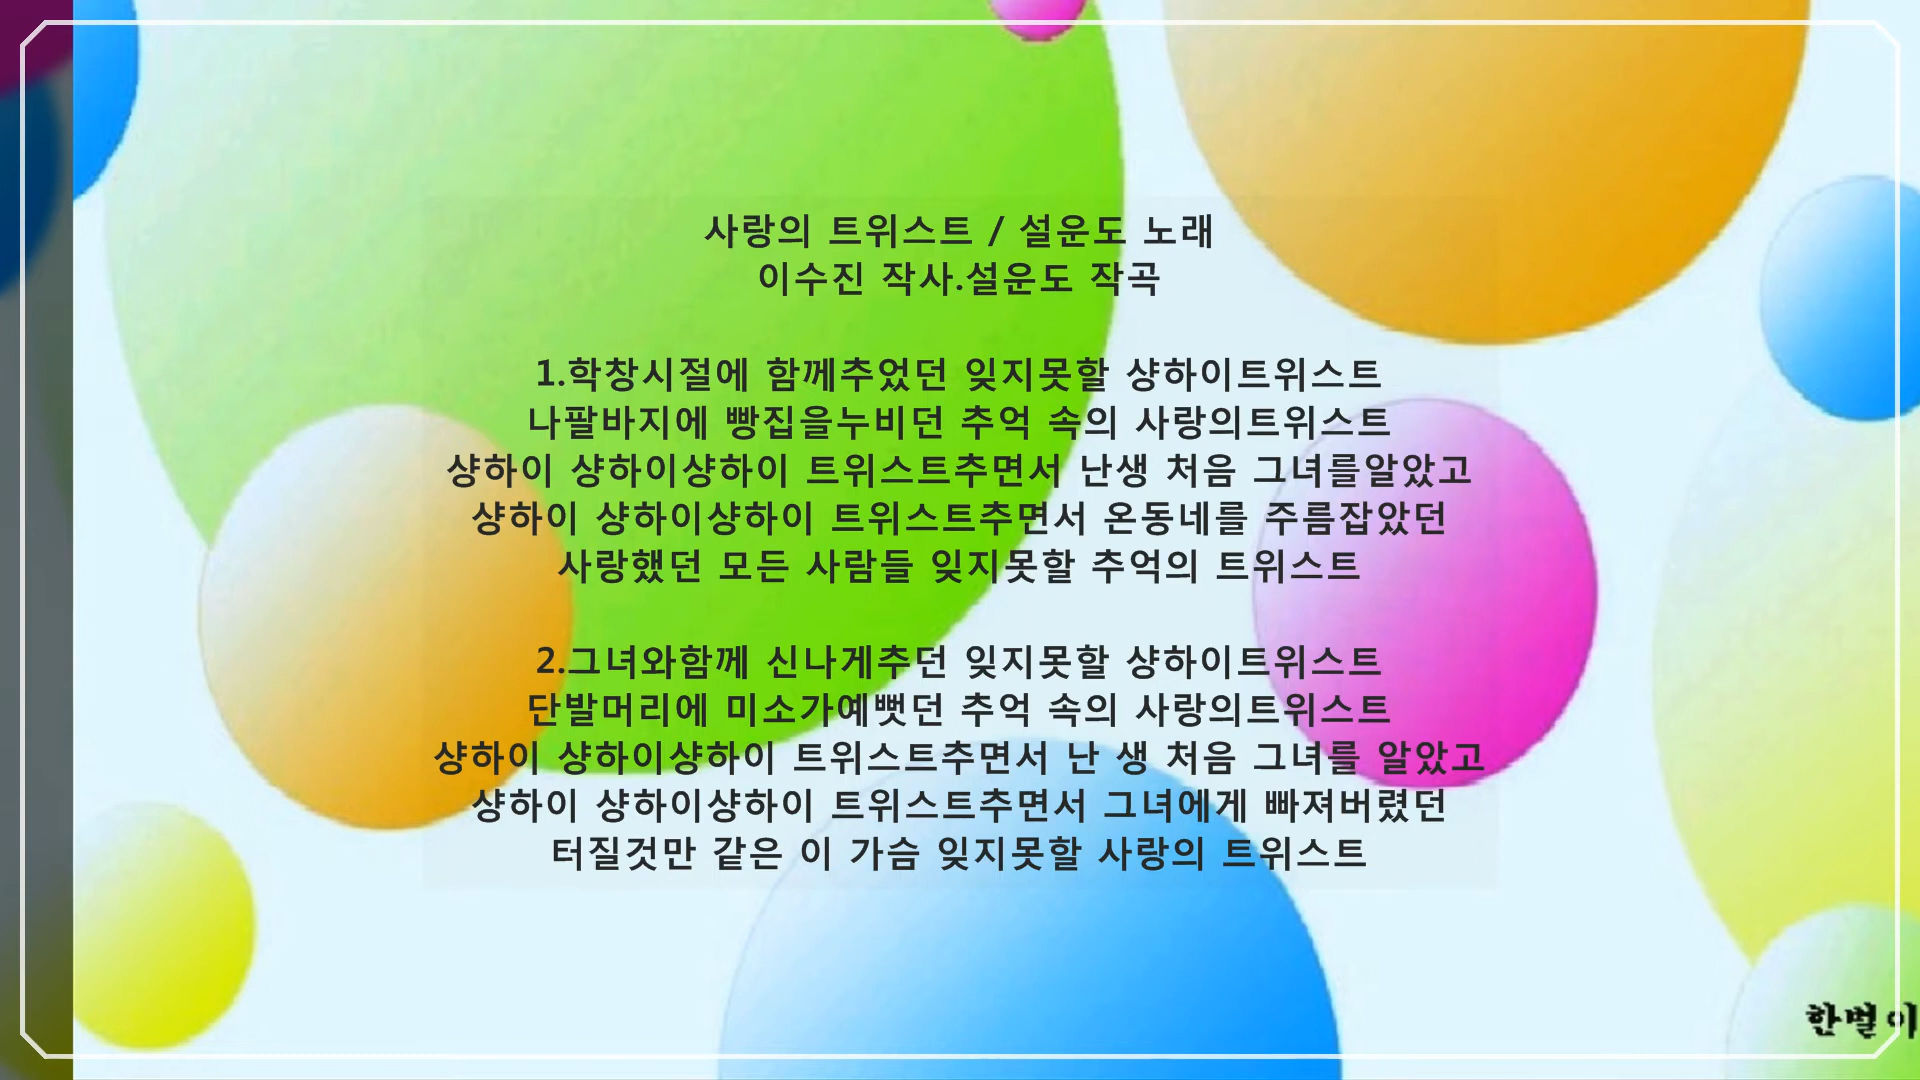 사랑의 트위스트 / 설운도 노래
이수진 작사.설운도 작곡
1.학창시절에 함께추었던 잊지못할 샹하이트위스트
나팔바지에 빵집을누비던 추억 속의 사랑의트위스트
샹하이 샹하이샹하이 트위스트추면서 난생 처음 그녀를알았고
샹하이 샹하이샹하이 트위스트추면서 온동네를 주름잡았던
사랑했던 모든 사람들 잊지못할 추억의 트위스트
2.그녀와함께 신나게추던 잊지못할 샹하이트위스트
단발머리에 미소가예뻣던 추억 속의 사랑의트위스트
샹하이 샹하이샹하이 트위스트추면서 난 생 처음 그녀를 알았고
샹하이 샹하이샹하이 트위스트추면서 그녀에게 빠져버렸던
터질것만 같은 이 가슴 잊지못할 사랑의 트위스트
한벌이